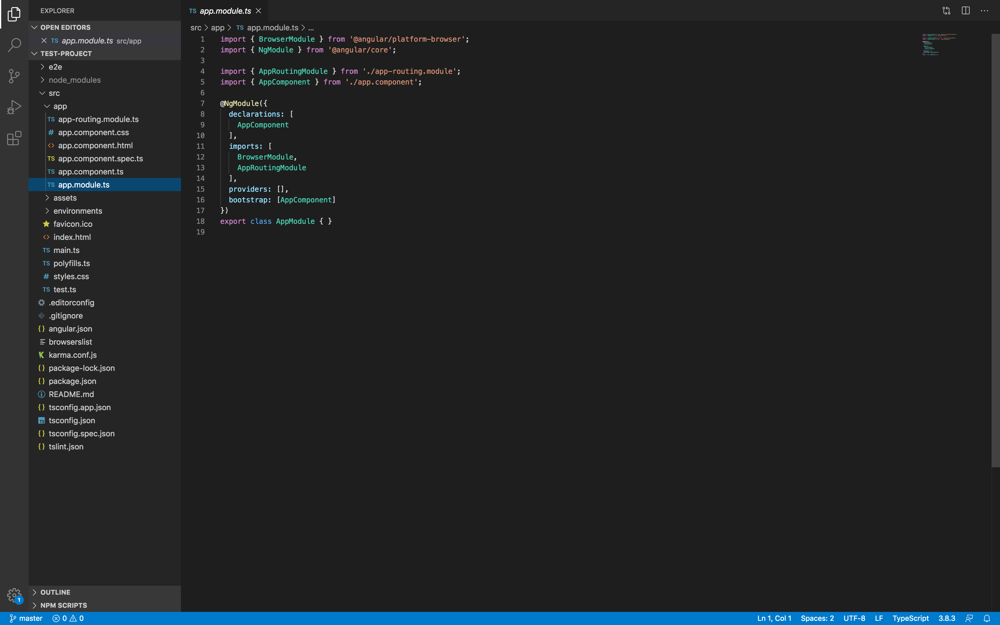 EXPLORER
OPEN EDITORS
TS app.module.ts src/app
TEST-PROJECT
e2e
node_modules
src
app
TS app-routing.module.ts
# app.component.css
<> app.component.html
TS app.component.spec.ts
TS app.component.ts
TS app.module.ts
assets
environments
favicon.ico
<> index.html
TS main.ts
TS polyfills.ts
# styles.css
TS test.ts
.editorconfig
.gitignore
{} angular.json
browserslist
karma.conf.js
{} package-lock.json
{} package.json
README.md
{} tsconfig.app.json
TS tsconfig.json
{} tsconfig.spec.json
{} tslint.json
OUTLINE
NPM SCRIPTS
1
TS app.module.ts
src > app > TS app.module.ts > ...
1 import { BrowserModule } from '@angular/platform-browser';
2 import { NgModule } from '@angular/core';
3
4 import { AppRoutingModule } from './app-routing.module';
5 import { AppComponent } from './app.component';
6
7 @NgModule({
8   declarations: [
9     AppComponent
10   ],
11   imports: [
12     BrowserModule,
13     AppRoutingModule
14   ],
15   providers: [],
16   bootstrap: [AppComponent]
17 })
18 export class AppModule { }
19
master 0 0 Ln 1, Col 1 Spaces: 2 UTF-8 LF TypeScript 3.8.3